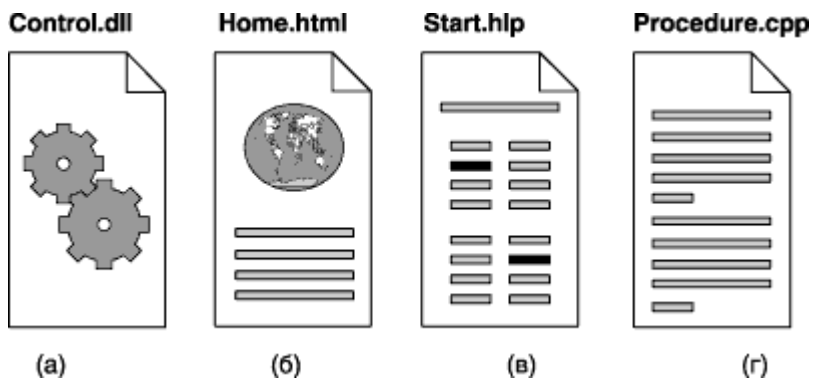 Control.dll Home.html Start.hlp Procedure.cpp
(а) (б) (в) (г)